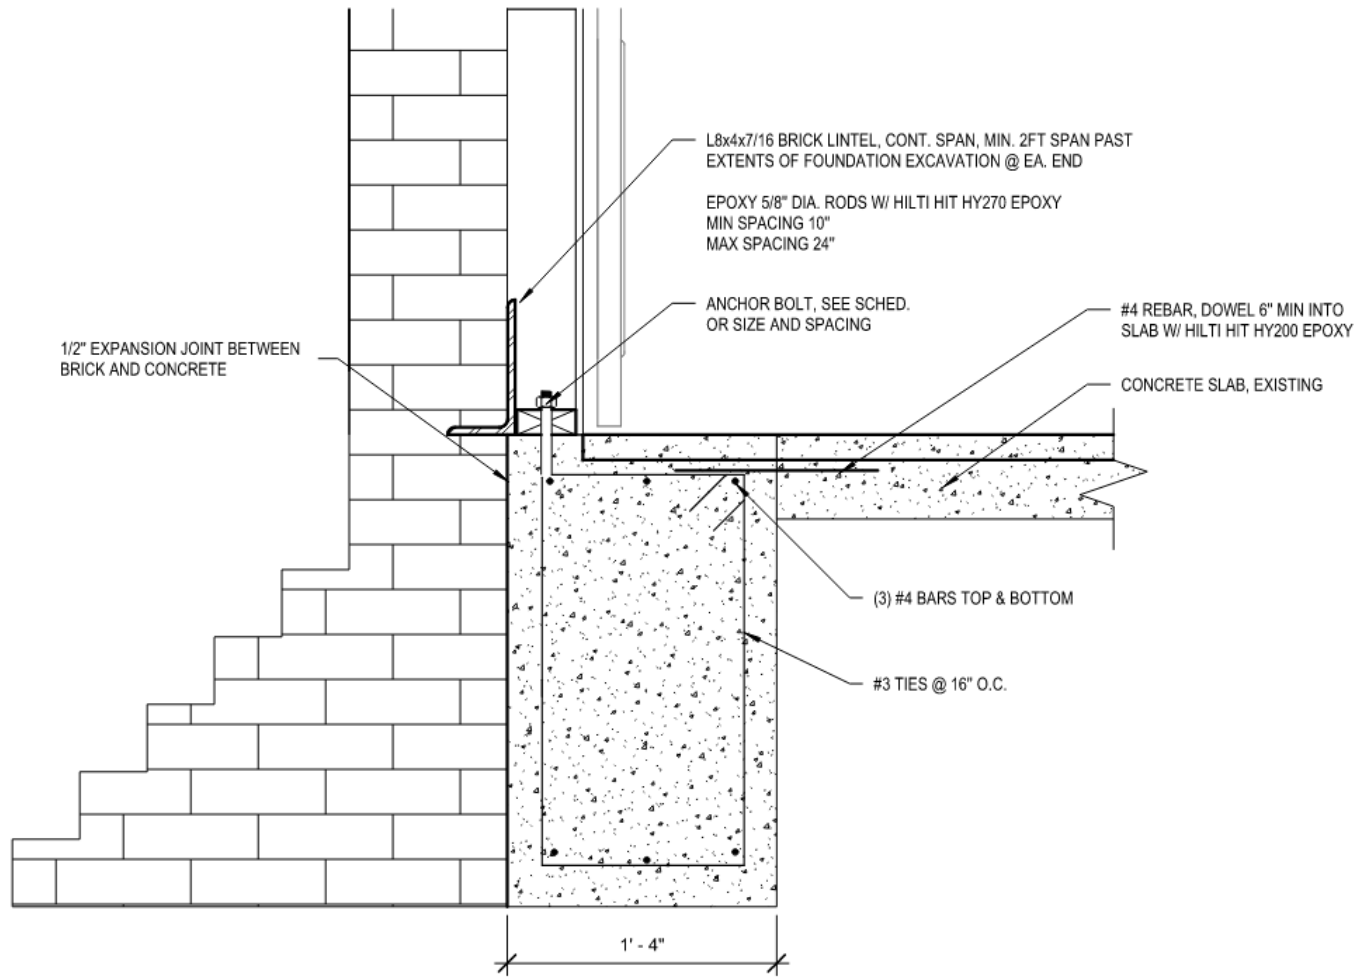 L8x4x7/16 BRICK LINTEL, CONT. SPAN, MIN. 2FT SPAN PAST
EXTENTS OF FOUNDATION EXCAVATION @ EA. END
EPOXY 5/8" DIA. RODS W/ HILTI HIT HY270 EPOXY
MIN SPACING 10"
MAX SPACING 24"
ANCHOR BOLT, SEE SCHED.
OR SIZE AND SPACING
#4 REBAR, DOWEL 6" MIN INTO
SLAB W/ HILTI HIT HY200 EPOXY
1/2" EXPANSION JOINT BETWEEN
BRICK AND CONCRETE
CONCRETE SLAB, EXISTING
(3) #4 BARS TOP & BOTTOM
#3 TIES @ 16" O.C.
1' - 4"